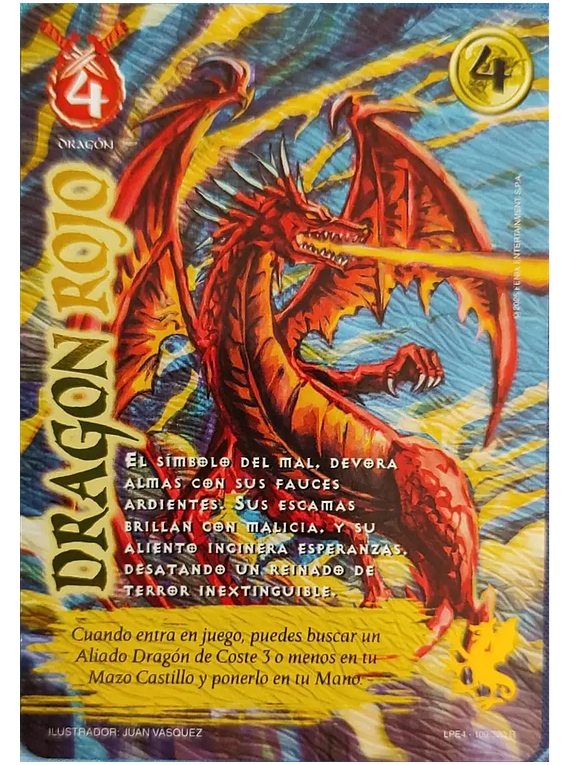 4
4
DRAGÓN
DRAGON ROJO
ENTERTAINMENT S.P.A.
EL SÍMBOLO DEL MAL, DEVORA
ALMAS CON SUS FAUCES
ARDIENTES. SUS ESCAMAS
BRILLAN CON MALICIA, Y SU
ALIENTO INCINERA ESPERANZAS,
DESATANDO UN REINADO DE
TERROR INEXTINGUIBLE.
Cuando entra en juego, puedes buscar un
Aliado Dragón de Coste 3 o menos en tu
Mazo Castillo y ponerlo en tu Mano.
ILUSTRADOR: JUAN VASQUEZ
LPE4 -